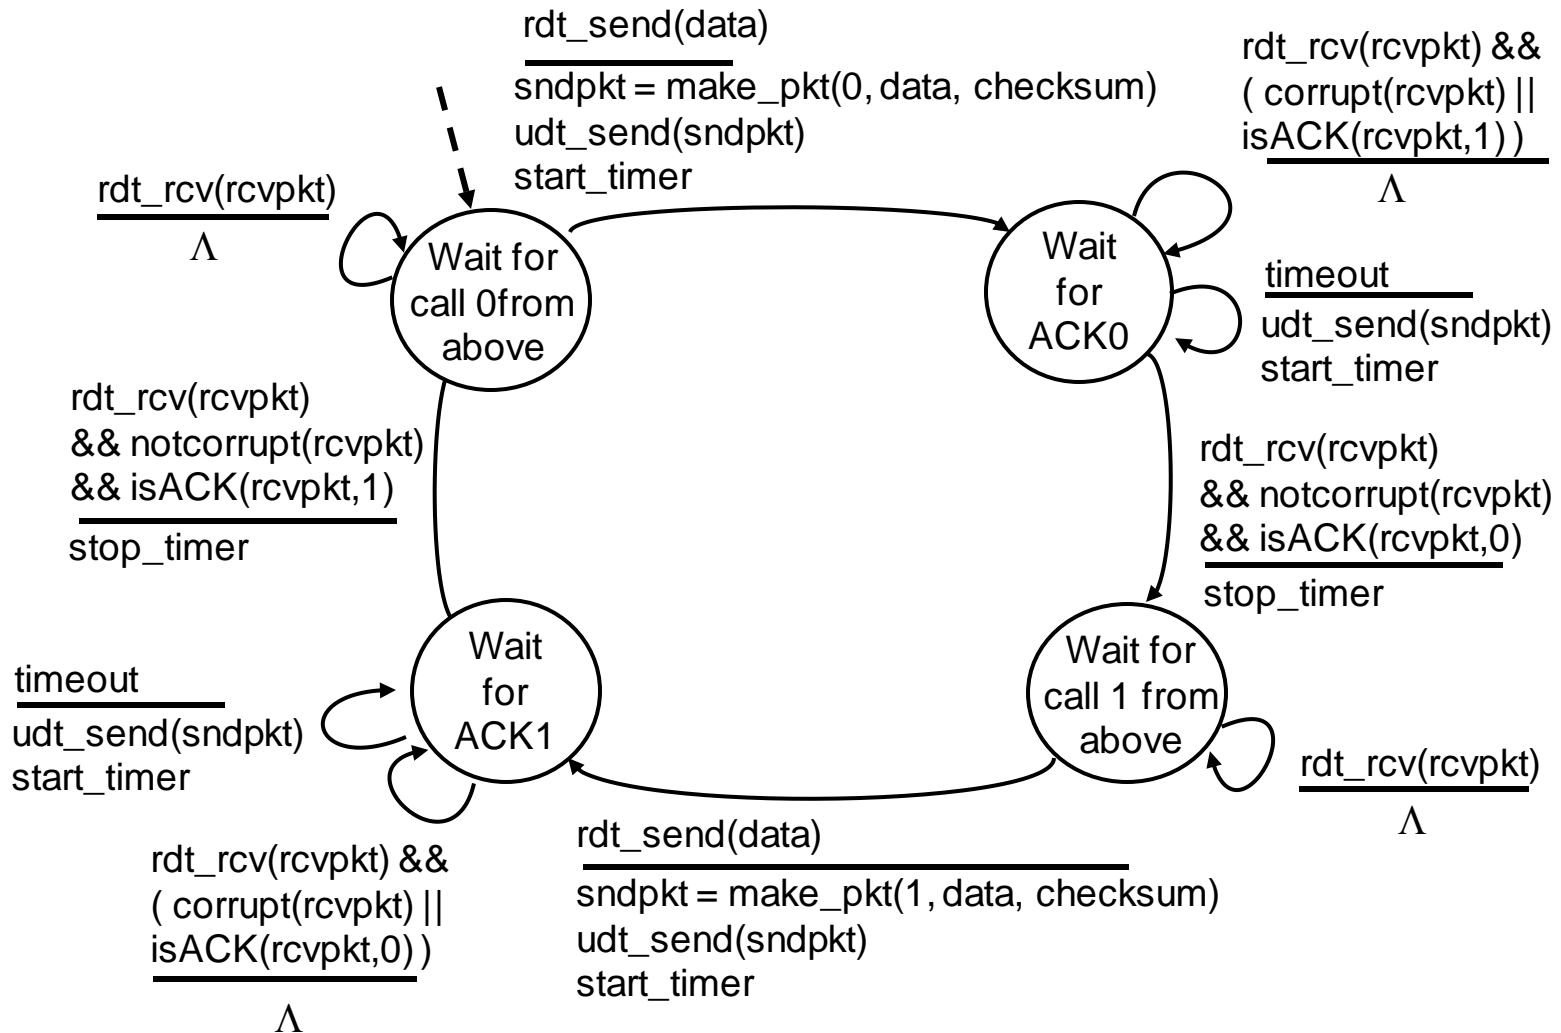 rdt_send(data)
sndpkt = make_pkt(0, data, checksum)
udt_send(sndpkt)
start_timer
rdt_rcv(rcvpkt) &&
( corrupt(rcvpkt) ||
isACK(rcvpkt,1) )
Λ
rdt_rcv(rcvpkt)
Λ
Wait for
call 0from
above
Wait
for
ACK0
timeout
udt_send(sndpkt)
start_timer
rdt_rcv(rcvpkt)
&& notcorrupt(rcvpkt)
&& isACK(rcvpkt,1)
stop_timer
rdt_rcv(rcvpkt)
&& notcorrupt(rcvpkt)
&& isACK(rcvpkt,0)
stop_timer
timeout
udt_send(sndpkt)
start_timer
Wait
for
ACK1
Wait for
call 1 from
above
rdt_rcv(rcvpkt)
Λ
rdt_rcv(rcvpkt) &&
( corrupt(rcvpkt) ||
isACK(rcvpkt,0) )
Λ
rdt_send(data)
sndpkt = make_pkt(1, data, checksum)
udt_send(sndpkt)
start_timer